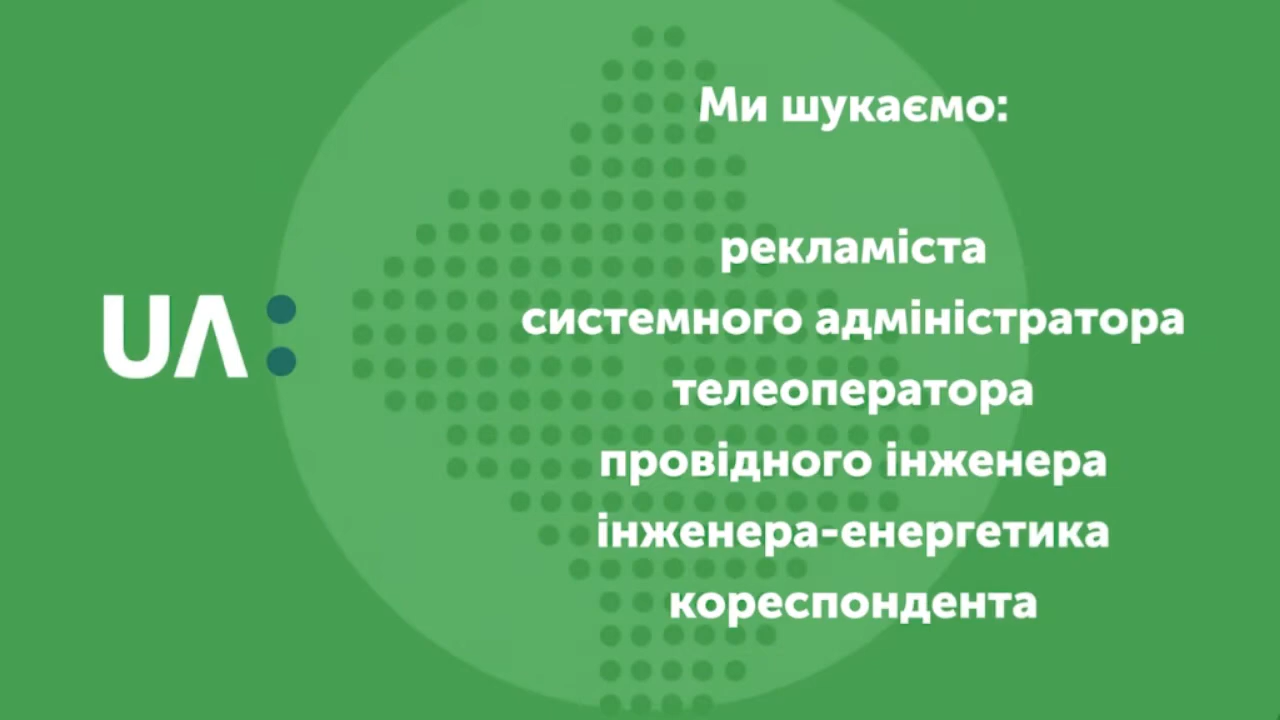 Ми шукаємо:
рекламіста
системного адміністратора
UA:
телеоператора
провідного інженера
інженера-енергетика
кореспондента